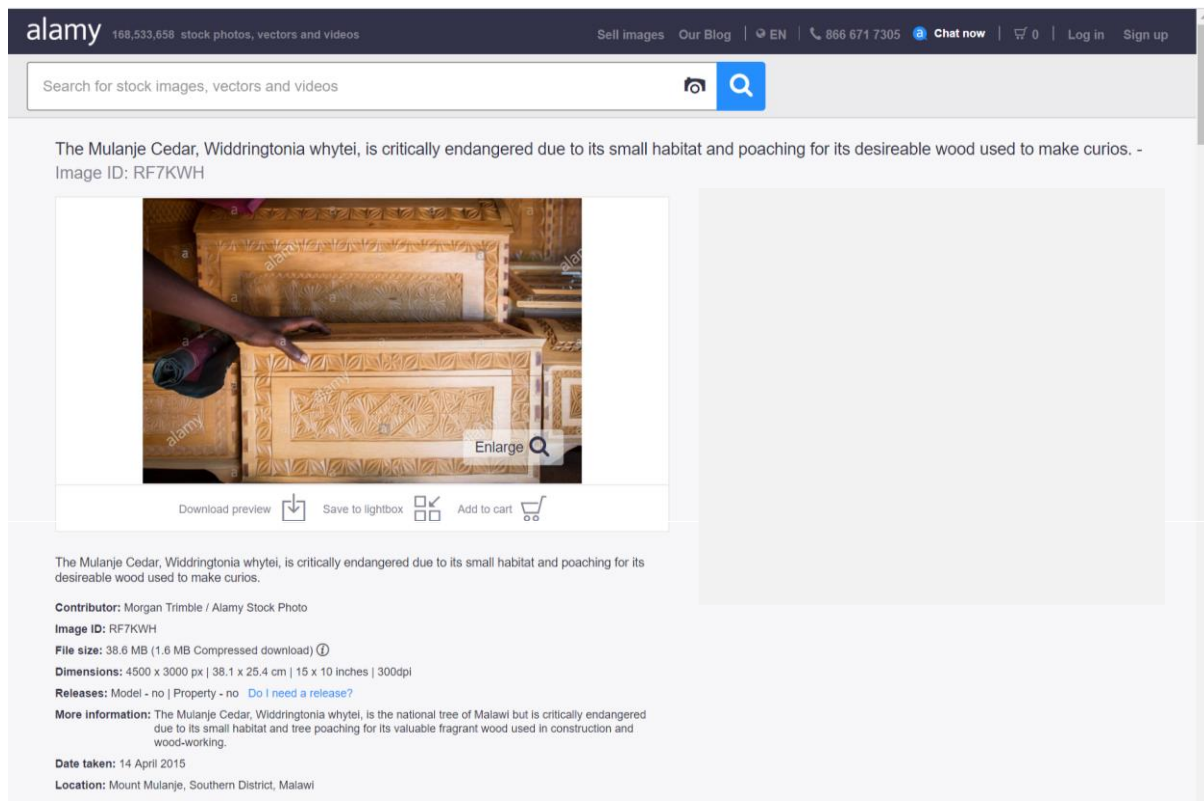 alamy 168,533,658 stock photos, vectors and videos Sell images Our Blog EN 866 671 7305 a Chat now 0 Log in Sign up
Search for stock images, vectors and videos
The Mulanje Cedar, Widdringtonia whytei, is critically endangered due to its small habitat and poaching for its desireable wood used to make curios. -
Image ID: RF7KWH
a
a
alamy
a
alamy
a
a
a
a
alamy
a
alamy
a
Enlarge
Download preview Save to lightbox Add to cart
The Mulanje Cedar, Widdringtonia whytei, is critically endangered due to its small habitat and poaching for its
desireable wood used to make curios.
Contributor: Morgan Trimble / Alamy Stock Photo
Image ID: RF7KWH
File size: 38.6 MB (1.6 MB Compressed download) i
Dimensions: 4500 x 3000 px | 38.1 x 25.4 cm | 15 x 10 inches | 300dpi
Releases: Model - no | Property - no Do I need a release?
More information: The Mulanje Cedar, Widdringtonia whytei, is the national tree of Malawi but is critically endangered
due to its small habitat and tree poaching for its valuable fragrant wood used in construction and
wood-working.
Date taken: 14 April 2015
Location: Mount Mulanje, Southern District, Malawi